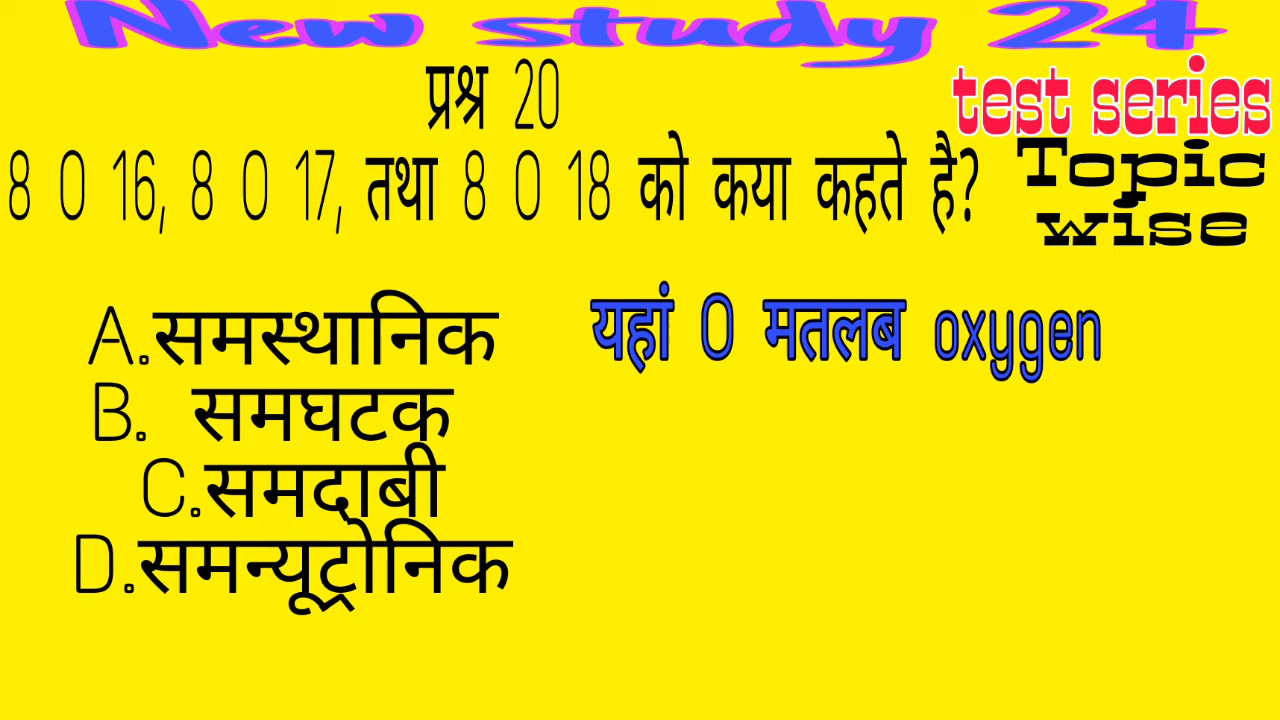 New study 24
प्रश्न 20
test series
8 O 16, 8 O 17, तथा 8 O 18 को कया कहते है?
Topic
wise
A.समस्थानिक
यहां O मतलब oxygen
B. समघटक
C.समदाबी
D.समन्यूट्रोनिक